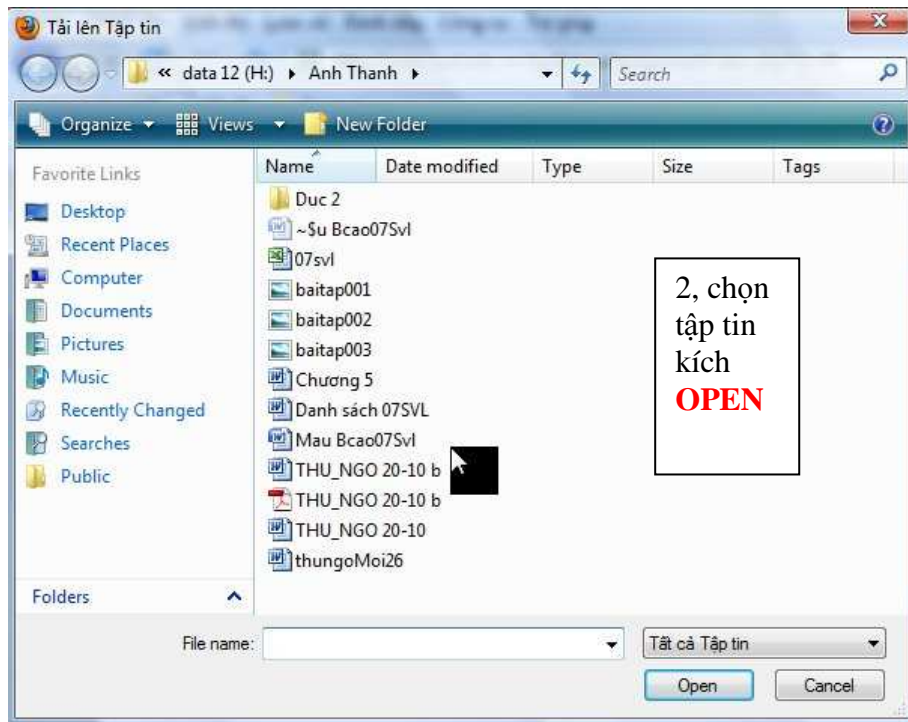 Tải lên Tập tin
« data 12 (H:) ▸ Anh Thanh ▸ Search
Organize Views New Folder
Favorite Links
Desktop
Recent Places
Computer
Documents
Pictures
Music
Recently Changed
Searches
Public
Folders
Name Date modified Type Size Tags
Duc 2
~$u Bcao07Svl
07svl
baitap001
baitap002
baitap003
Chương 5
Danh sách 07SVL
Mau Bcao07Svl
THU_NGO 20-10 b
THU_NGO 20-10 b
THU_NGO 20-10
thungoMoi26
2, chọn
tập tin
kích
OPEN
File name: Tất cả Tập tin
Open Cancel